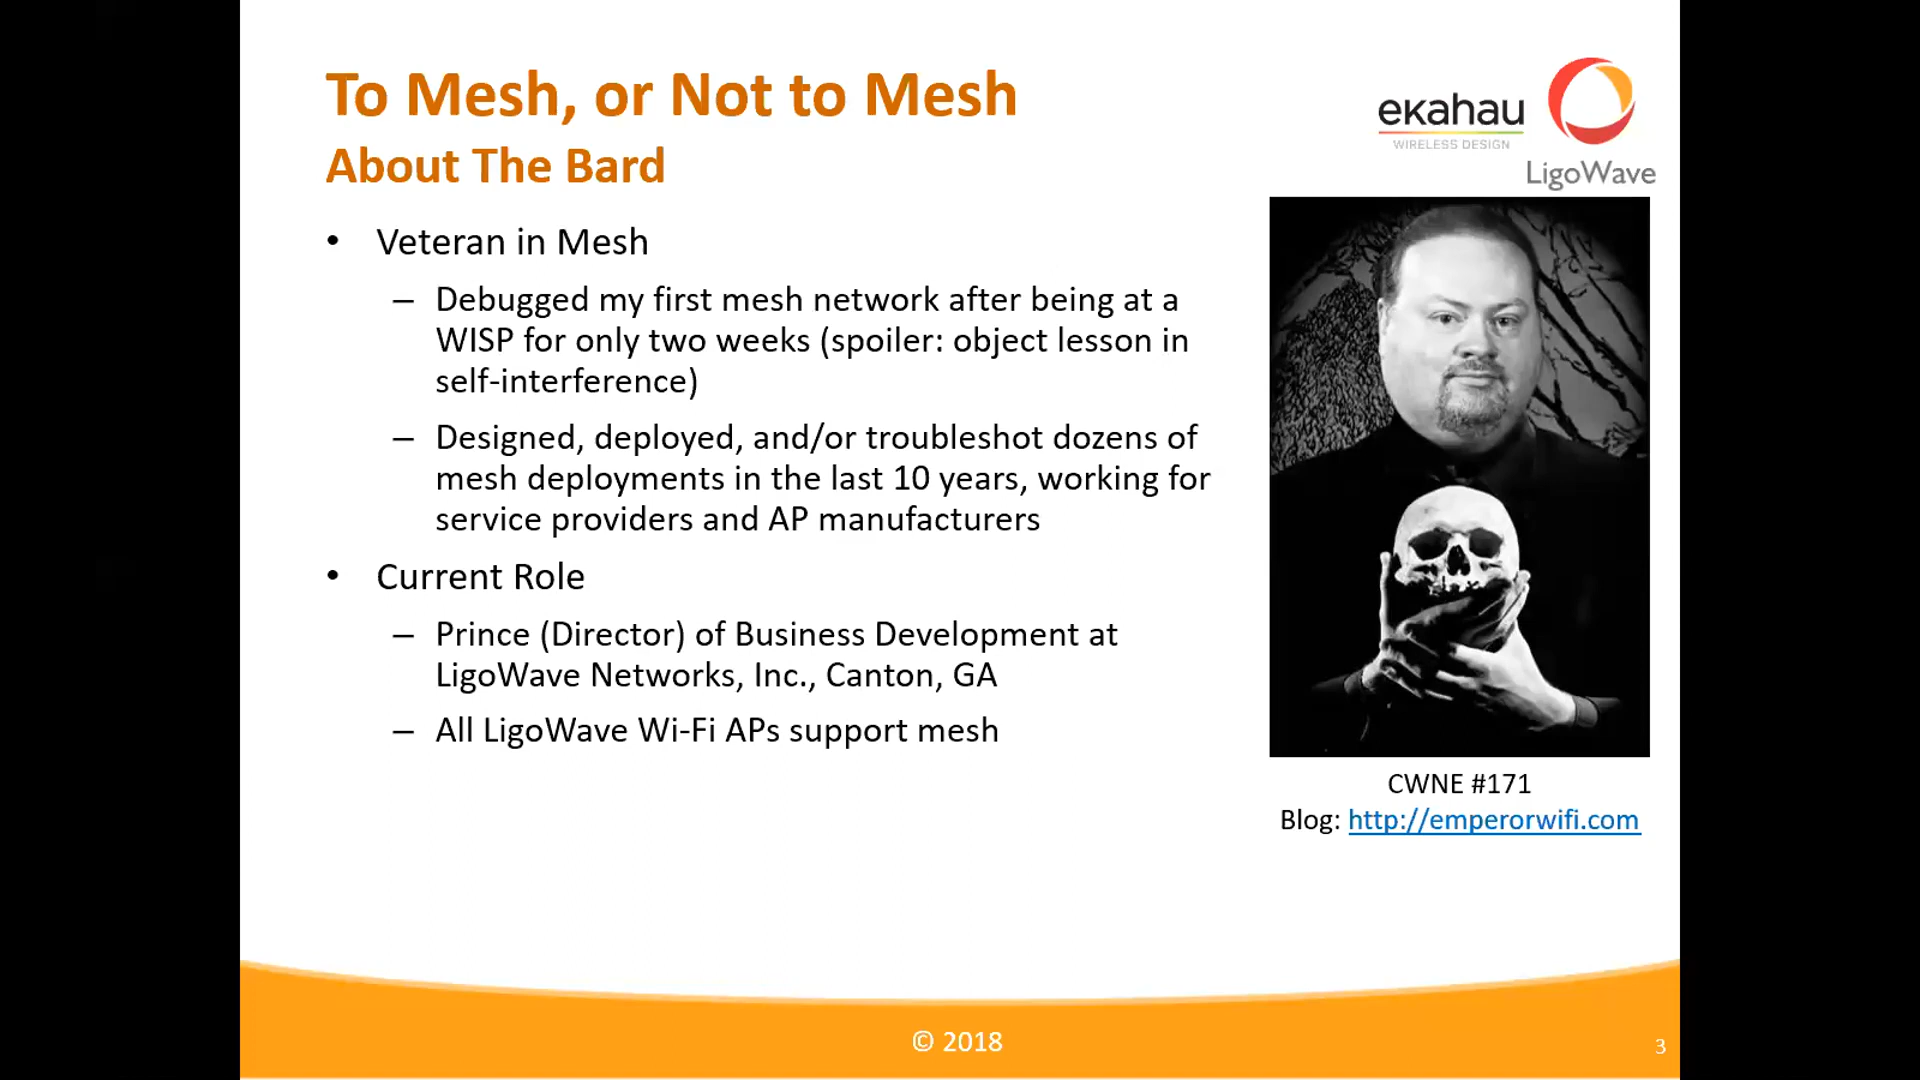 To Mesh, or Not to Mesh
About The Bard
ekahau
WIRELESS DESIGN
LigoWave
• Veteran in Mesh
– Debugged my first mesh network after being at a
WISP for only two weeks (spoiler: object lesson in
self-interference)
– Designed, deployed, and/or troubleshot dozens of
mesh deployments in the last 10 years, working for
service providers and AP manufacturers
• Current Role
– Prince (Director) of Business Development at
LigoWave Networks, Inc., Canton, GA
– All LigoWave Wi-Fi APs support mesh
CWNE #171
Blog: http://emperorwifi.com
© 2018
3